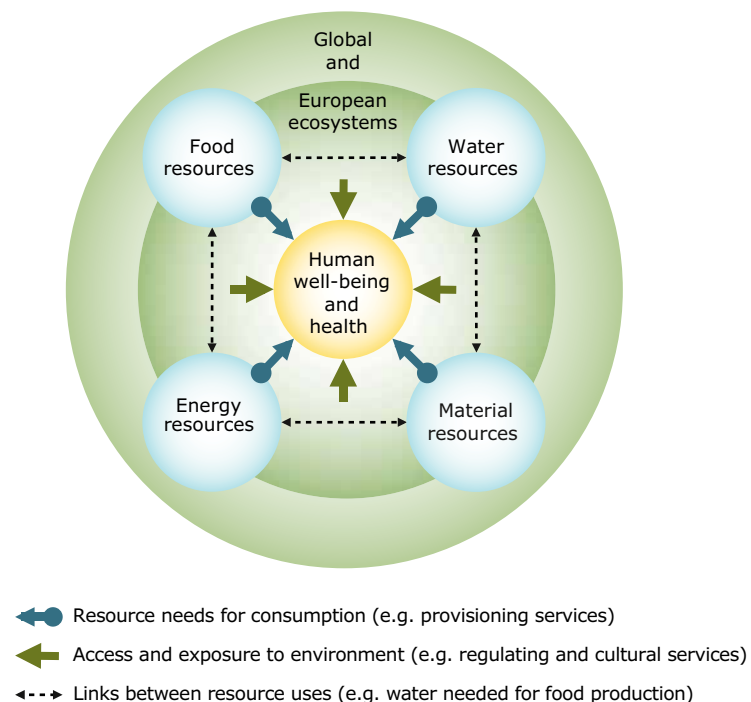 Global
and
European
ecosystems
Food
resources
Water
resources
Human
well-being
and
health
Energy
resources
Material
resources
Resource needs for consumption (e.g. provisioning services)
Access and exposure to environment (e.g. regulating and cultural services)
Links between resource uses (e.g. water needed for food production)